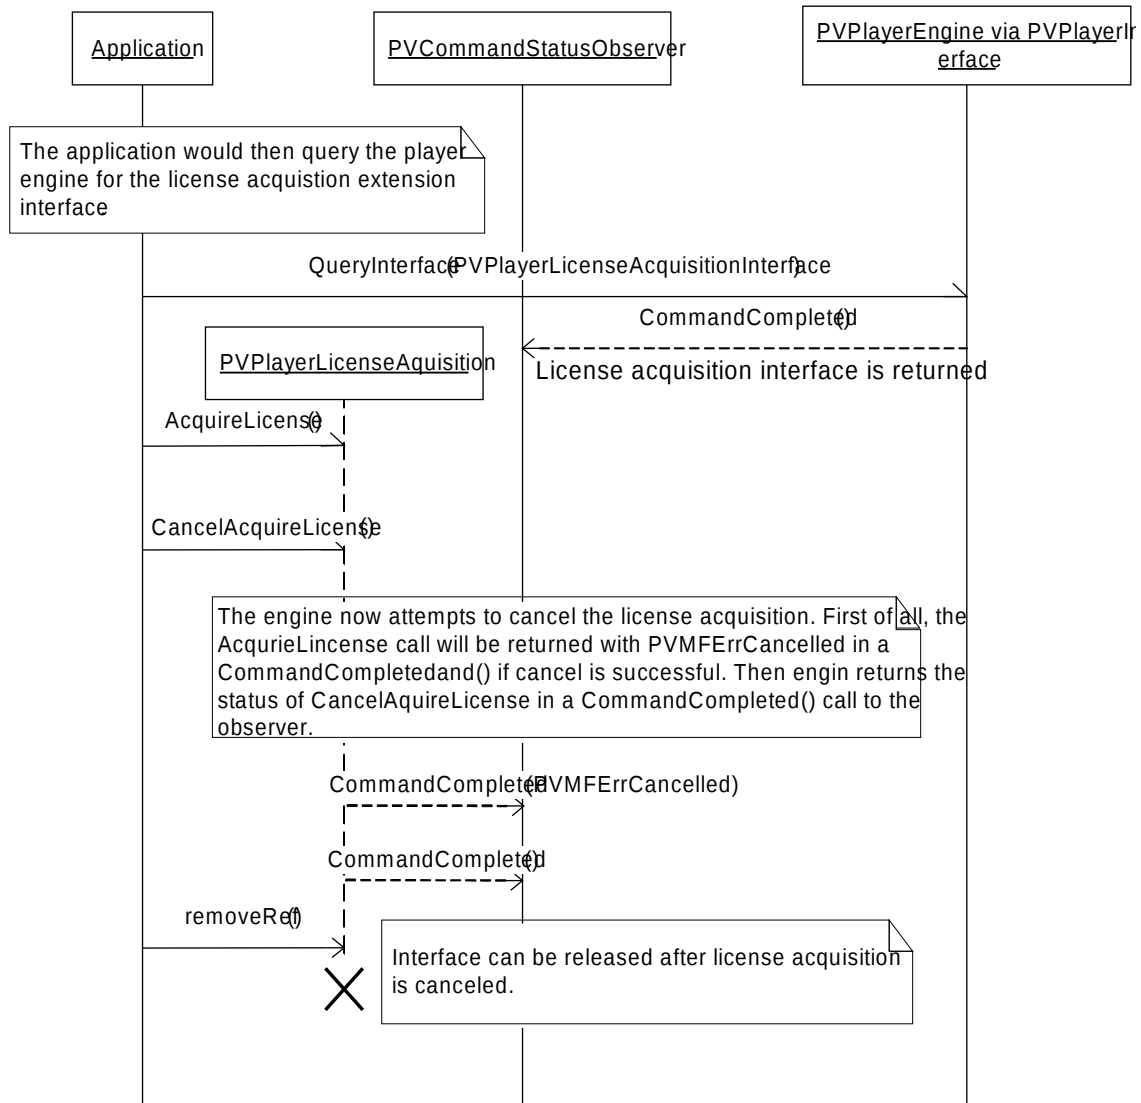 Application
PVCommandStatusObserver
PVPlayerEngine via PVPlayerIn
erface
The application would then query the player
engine for the license acquistion extension
interface.
QueryInterface(PVPlayerLicenseAcquisitionInterface)
CommandCompleted()
License acquisition interface is returned
PVPlayerLicenseAquisition
AcquireLicense()
CancelAcquireLicense()
The engine now attempts to cancel the license acquisition. First of all, the
AcqurieLincense call will be returned with PVMFErrCancelled in a
CommandCompletedand() if cancel is successful. Then engin returns the
status of CancelAquireLicense in a CommandCompleted() call to the
observer.
CommandCompleted(PVMFErrCancelled)
CommandCompleted()
removeRef()
Interface can be released after license acquisition
is canceled.